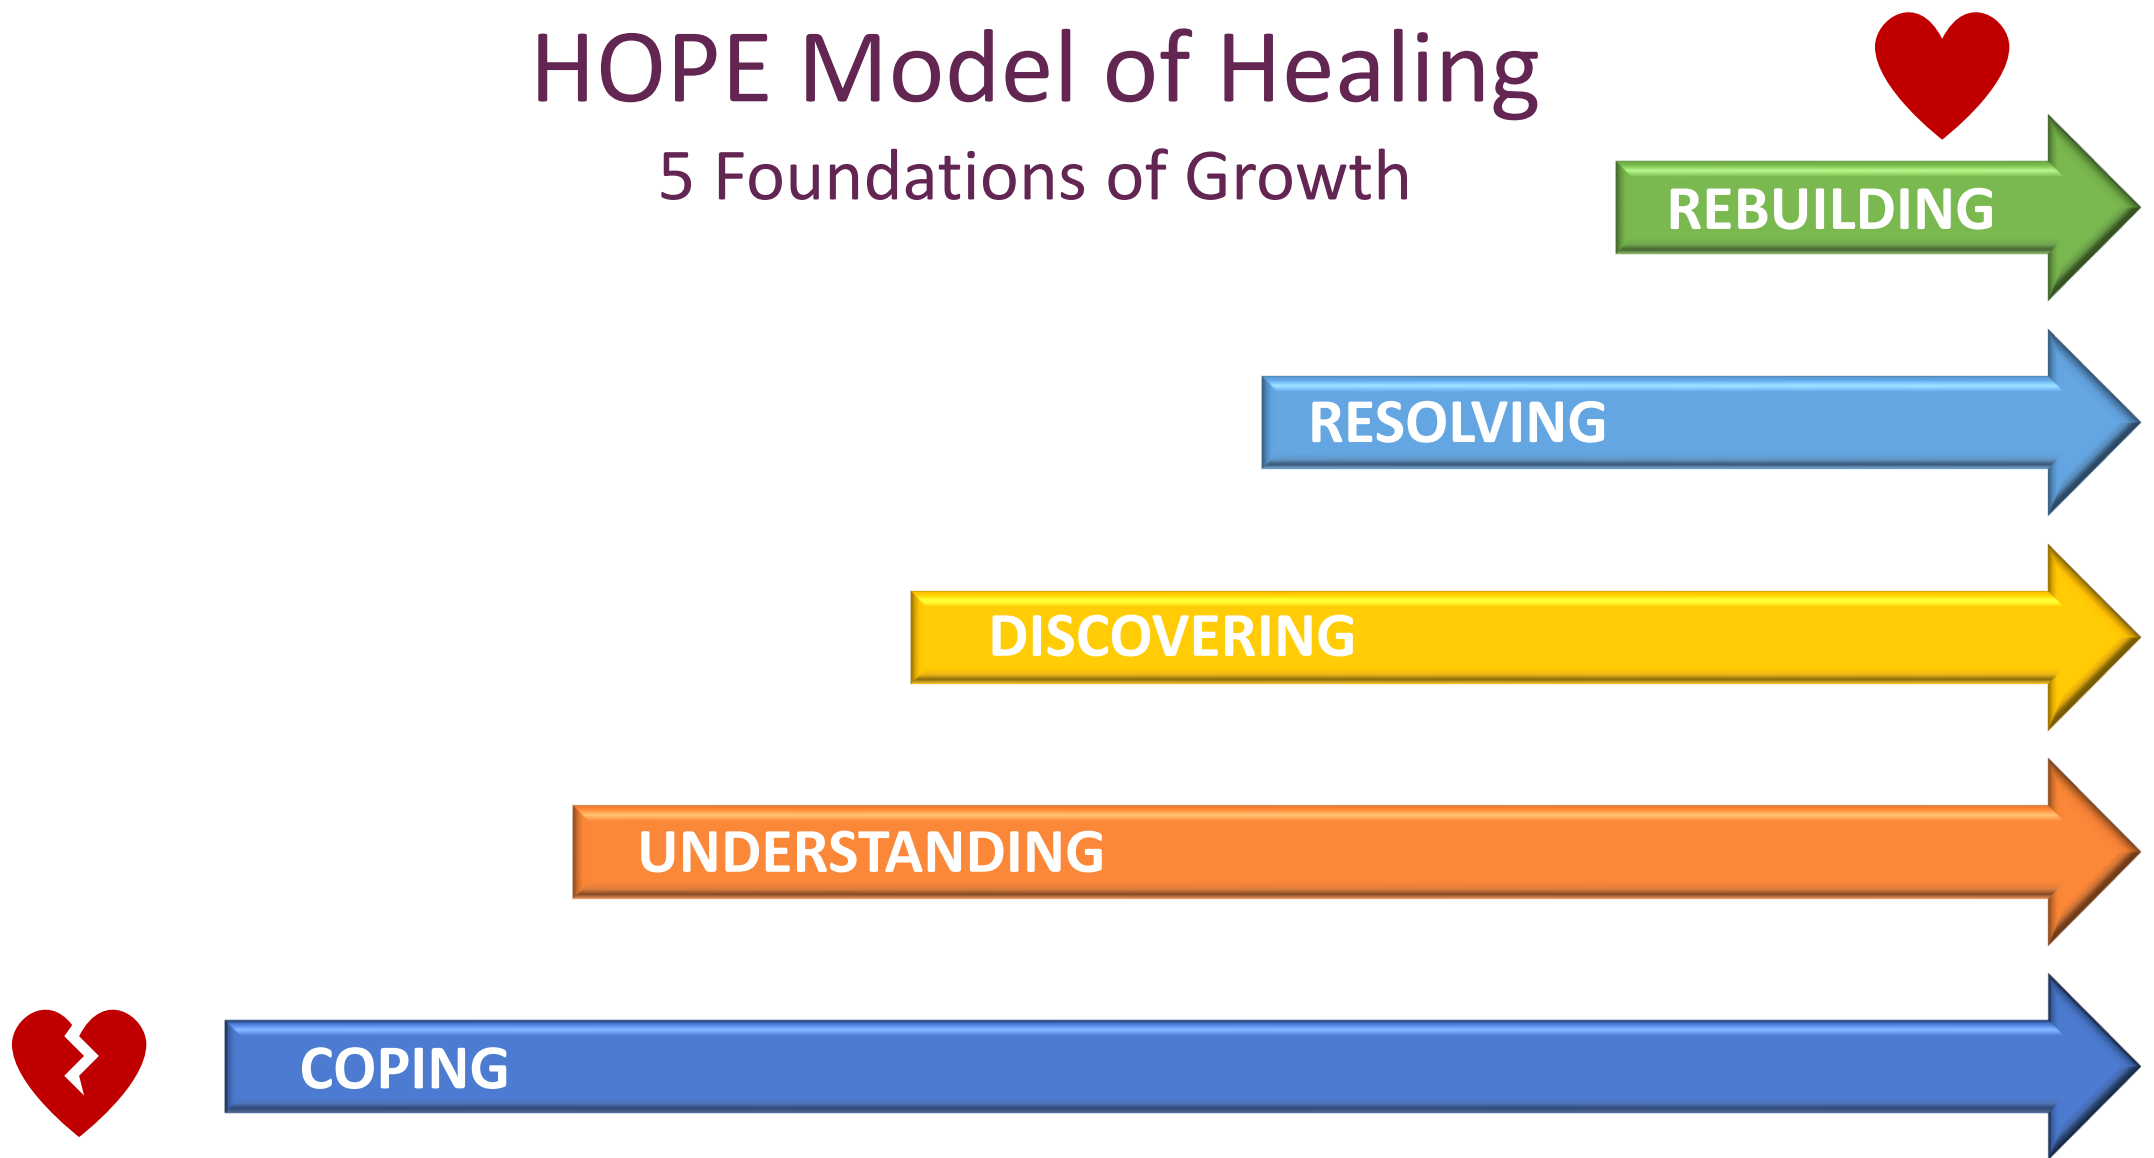 HOPE Model of Healing
5 Foundations of Growth
REBUILDING
RESOLVING
DISCOVERING
UNDERSTANDING
COPING